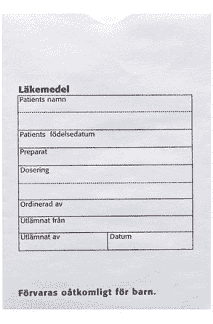 Läkemedel
Patients namn
Patients födelsedatum
Preparat
Dosering
Ordinerad av
Utlämnat från
Utlämnat av Datum
Förvaras oåtkomligt för barn.